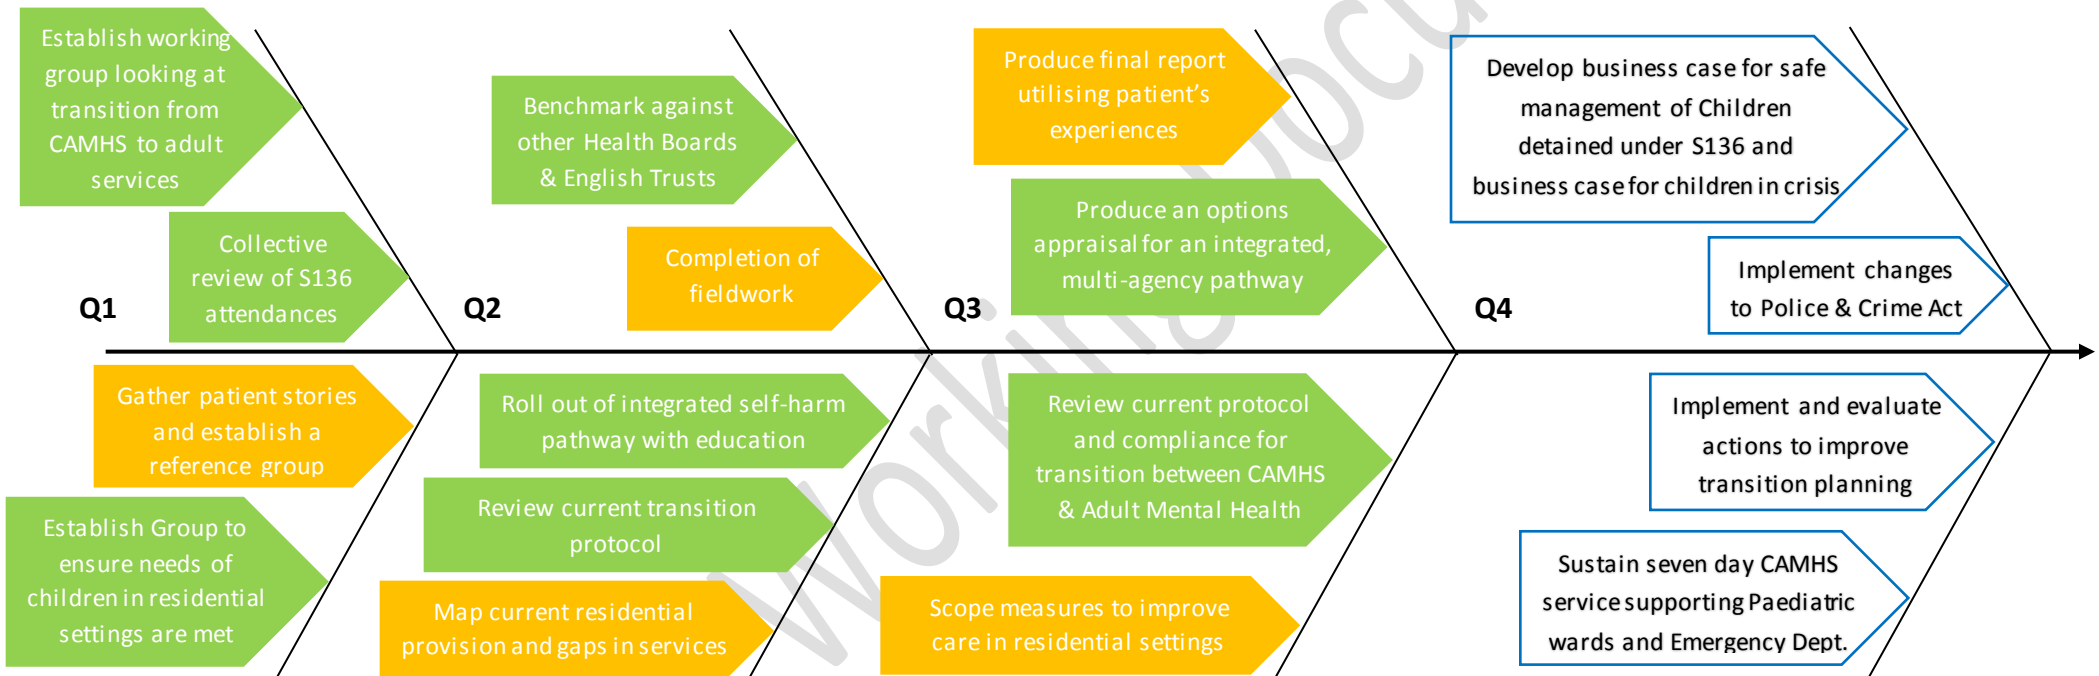 Establish working
group looking at
transition from
CAMHS to adult
services
Collective
review of S136
attendances
Q1
Gather patient stories
and establish a
reference group
Establish Group to
ensure needs of
children in residential
settings are met
Benchmark against
other Health Boards
& English Trusts
Completion of
fieldwork
Q2
Roll out of integrated self-harm
pathway with education
Review current transition
protocol
Map current residential
provision and gaps in services
Produce final report
utilising patient's
experiences
Produce an options
appraisal for an integrated,
multi-agency pathway
Q3
Review current protocol
and compliance for
transition between CAMHS
& Adult Mental Health
Scope measures to improve
care in residential settings
Develop business case for safe
management of Children
detained under S136 and
business case for children in crisis
Implement changes
to Police & Crime Act
Q4
Implement and evaluate
actions to improve
transition planning
Sustain seven day CAMHS
service supporting Paediatric
wards and Emergency Dept.
Working